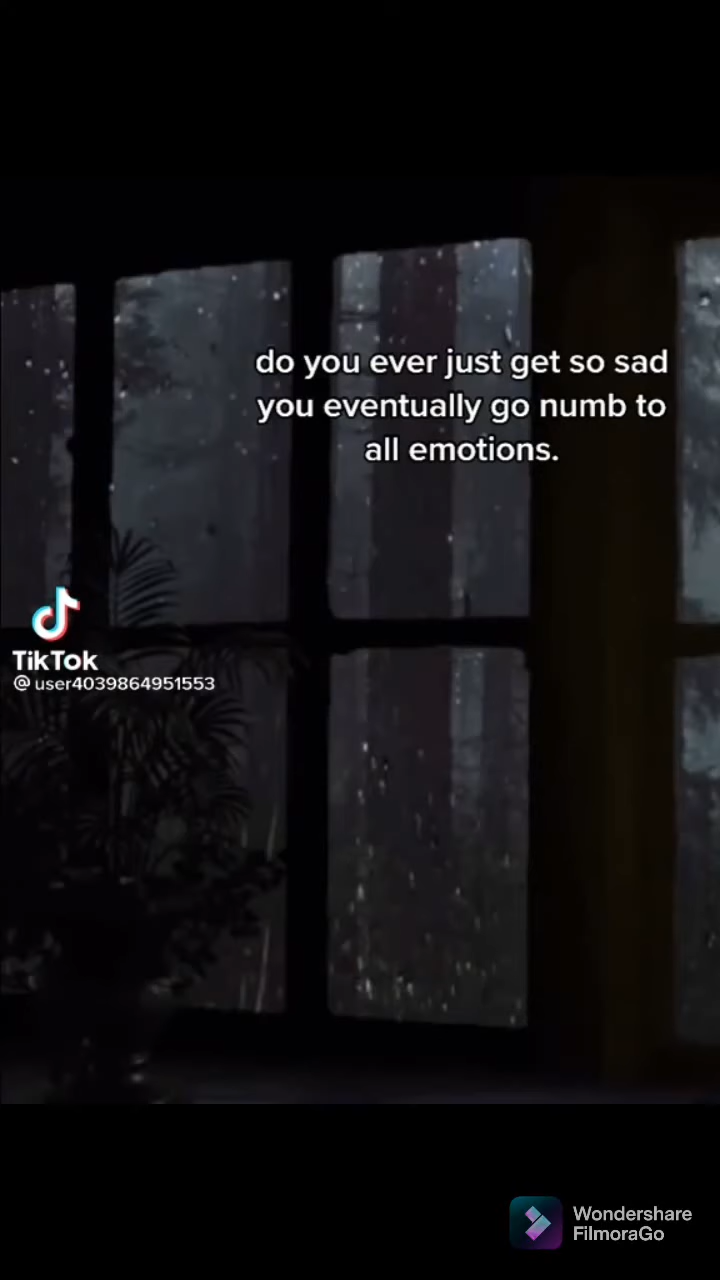 do you ever just get so sad
you eventually go numb to
all emotions.
TikTok
@user4039864951553
Wondershare
FilmoraGo